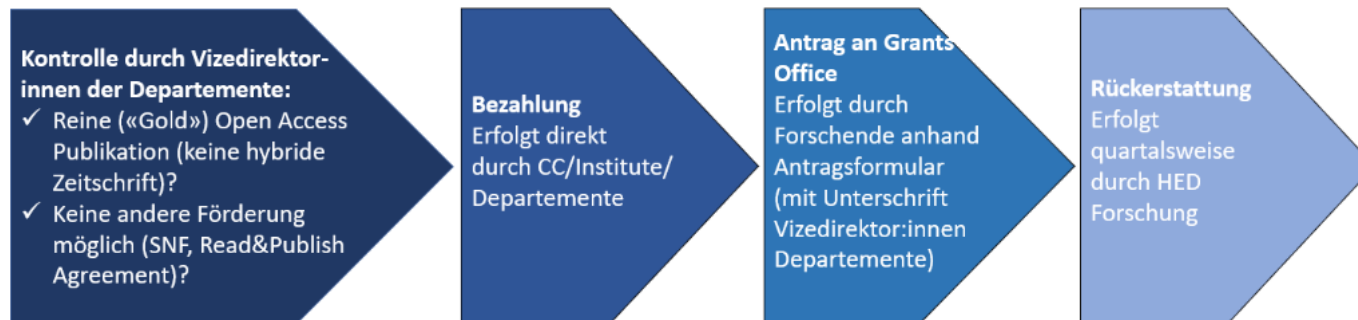 Kontrolle durch Vizedirektor-
innen der Departemente:
✓ Reine («Gold») Open Access
Publikation (keine hybride
Zeitschrift)?
✓ Keine andere Förderung
möglich (SNF, Read&Publish
Agreement)?
Bezahlung
Erfolgt direkt
durch CC/Institute/
Departemente
Antrag an Grants
Office
Erfolgt durch
Forschende anhand
Antragsformular
(mit Unterschrift
Vizedirektor:innen
Departemente)
Rückerstattung
Erfolgt
quartalsweise
durch HED
Forschung